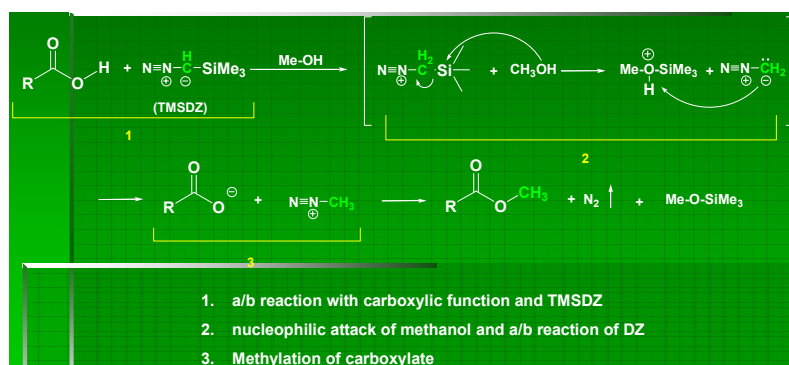 O
R O H + N≡N–CH–SiMe3 Me-OH N≡N–C H2 Si + CH3OH Me-O-SiMe3 + N≡N–CH2
⊕ ⊖ ⊕ ⊕ H ⊕ ⊖
(TMSDZ)
1
2
O O
R O ⊖ + N≡N–CH3 R O CH3 + N2 + Me-O-SiMe3
⊕
3
1. a/b reaction with carboxylic function and TMSDZ
2. nucleophilic attack of methanol and a/b reaction of DZ
3. Methylation of carboxylate